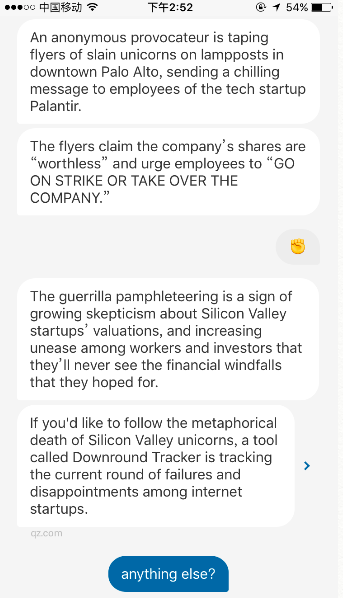 中国移动 下午2:52 54%
An anonymous provocateur is taping
flyers of slain unicorns on lampposts in
downtown Palo Alto, sending a chilling
message to employees of the tech startup
Palantir.
The flyers claim the company's shares are
“worthless” and urge employees to “GO
ON STRIKE OR TAKE OVER THE
COMPANY.”
The guerrilla pamphleteering is a sign of
growing skepticism about Silicon Valley
startups' valuations, and increasing
unease among workers and investors that
they'll never see the financial windfalls
that they hoped for.
If you'd like to follow the metaphorical
death of Silicon Valley unicorns, a tool
called Downround Tracker is tracking
the current round of failures and
disappointments among internet
startups.
qz.com
anything else?